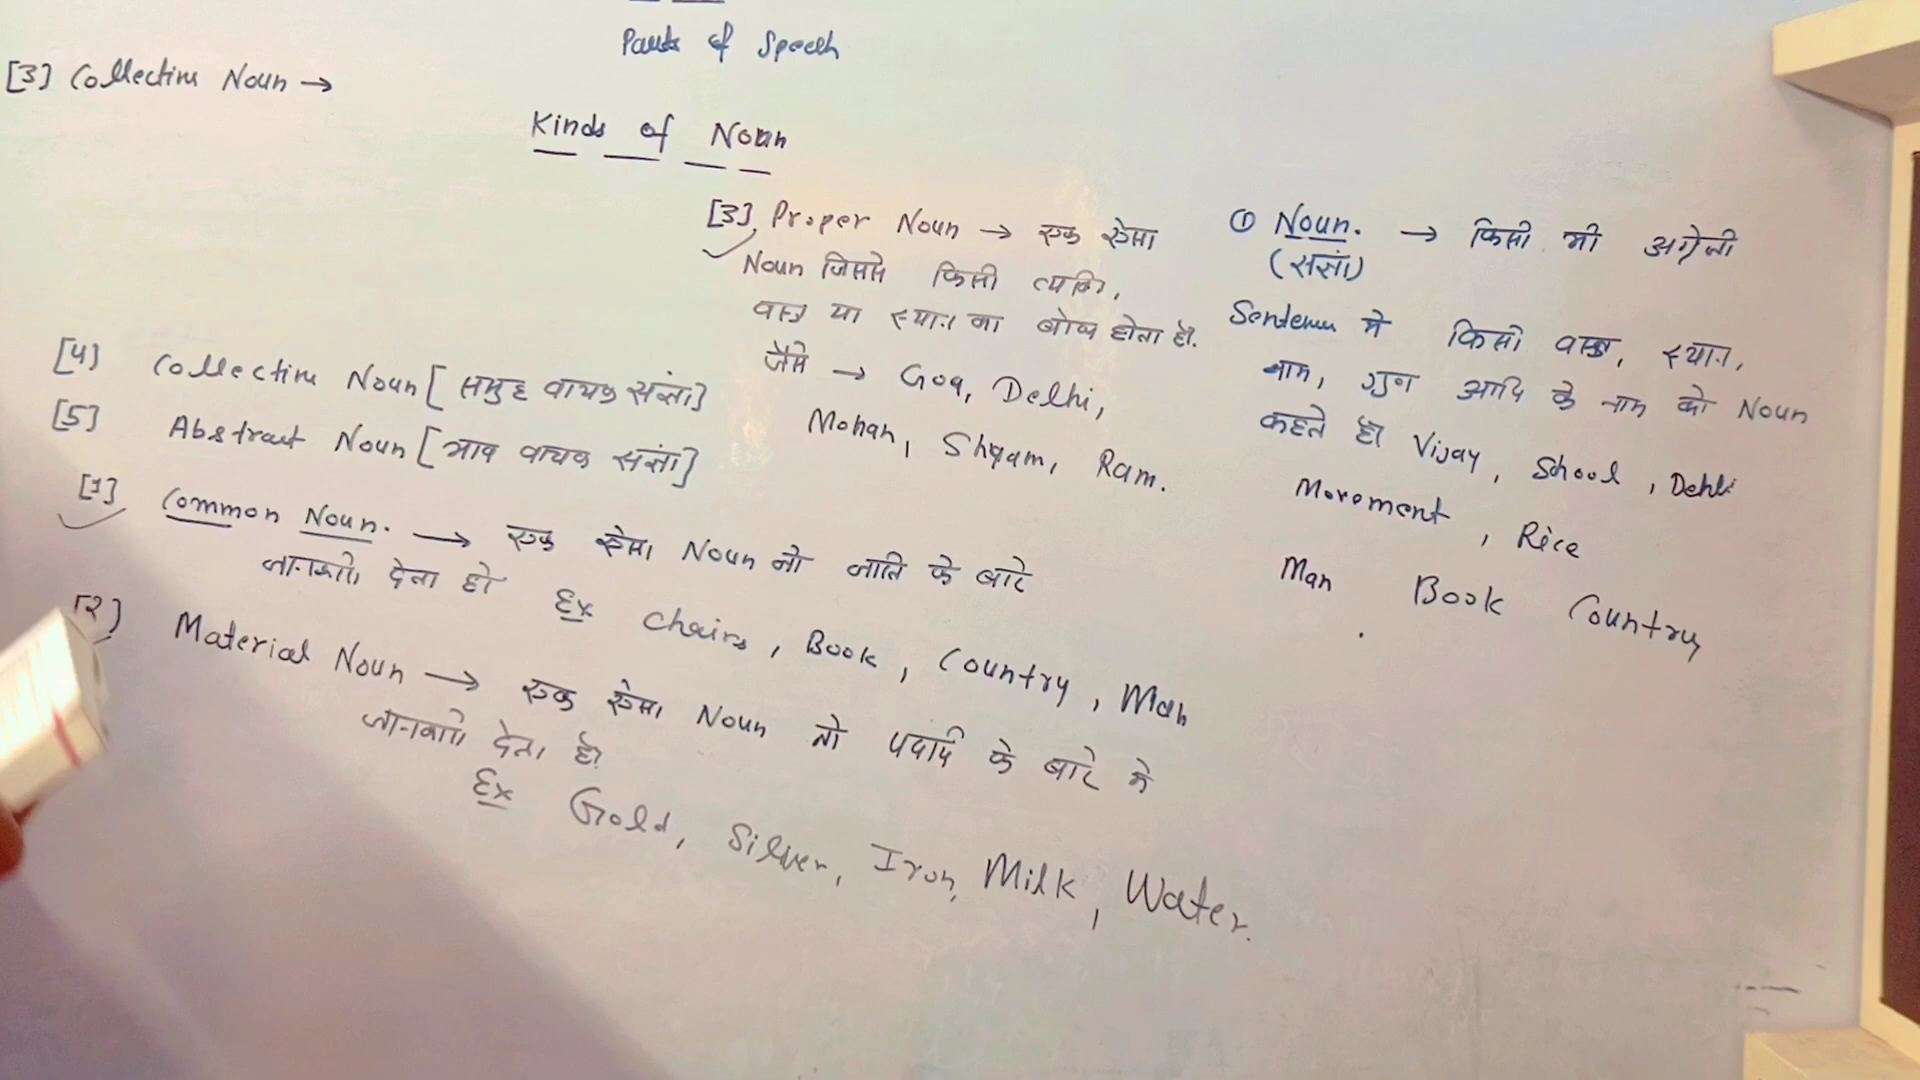 Parts of Speech
[3] Collective Noun →
Kinds of Noun
[3] Proper Noun → एक ऐसा
Noun जिससे किसी व्यक्ति,
वस्तु या स्थान का बोध होता है।
जैसे → Goa, Delhi,
Mohan, Shyam, Ram.
① Noun. → किसी भी अग्रेजी
(सज्ञां)
Sentence मे किसी वास्तु, स्थान,
नाम, गुण आदि के नाम को Noun
कहते है। Vijay, School, Dehli
Movement, Rice
Man Book Country
[4] Collective Noun [समुह वाचक संज्ञां]
[5] Abstract Noun [भाव वाचक संज्ञां]
[1] Common Noun. → एक ऐसा Noun जो जाति के बारे
जानकारी देता हो Ex Chairs, Book, Country, Man
[2] Material Noun → एक ऐसा Noun जो पदार्थ के बारे मे
जानकारी देता है।
Ex Gold, Silver, Iron, Milk, Water.